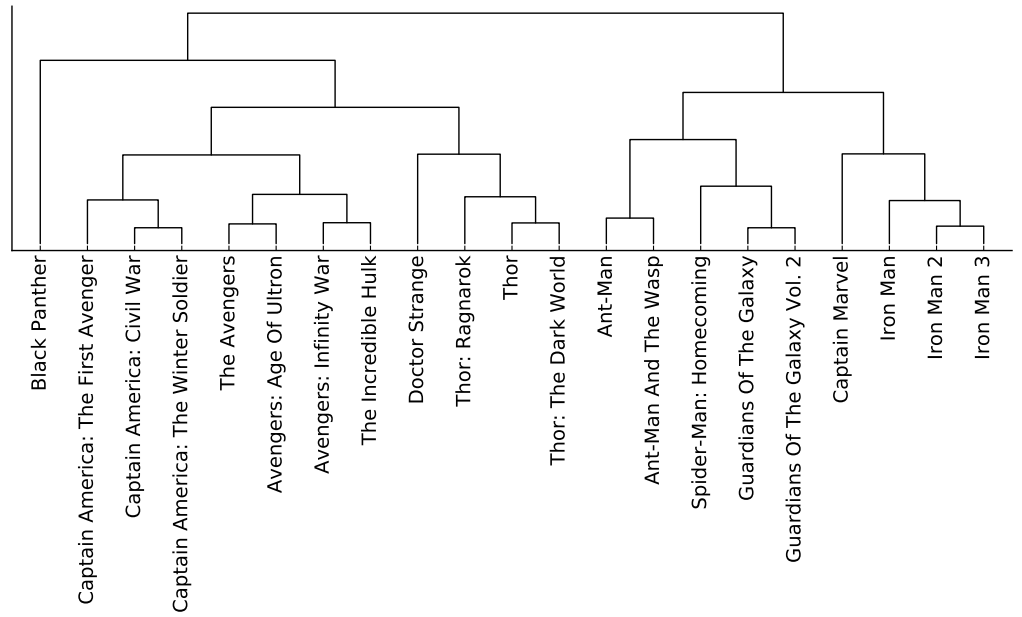 Black Panther
Captain America: The First Avenger
Captain America: Civil War
Captain America: The Winter Soldier
The Avengers
Avengers: Age Of Ultron
Avengers: Infinity War
The Incredible Hulk
Doctor Strange
Thor: Ragnarok
Thor
Thor: The Dark World
Ant-Man
Ant-Man And The Wasp
Spider-Man: Homecoming
Guardians Of The Galaxy
Guardians Of The Galaxy Vol. 2
Captain Marvel
Iron Man
Iron Man 2
Iron Man 3